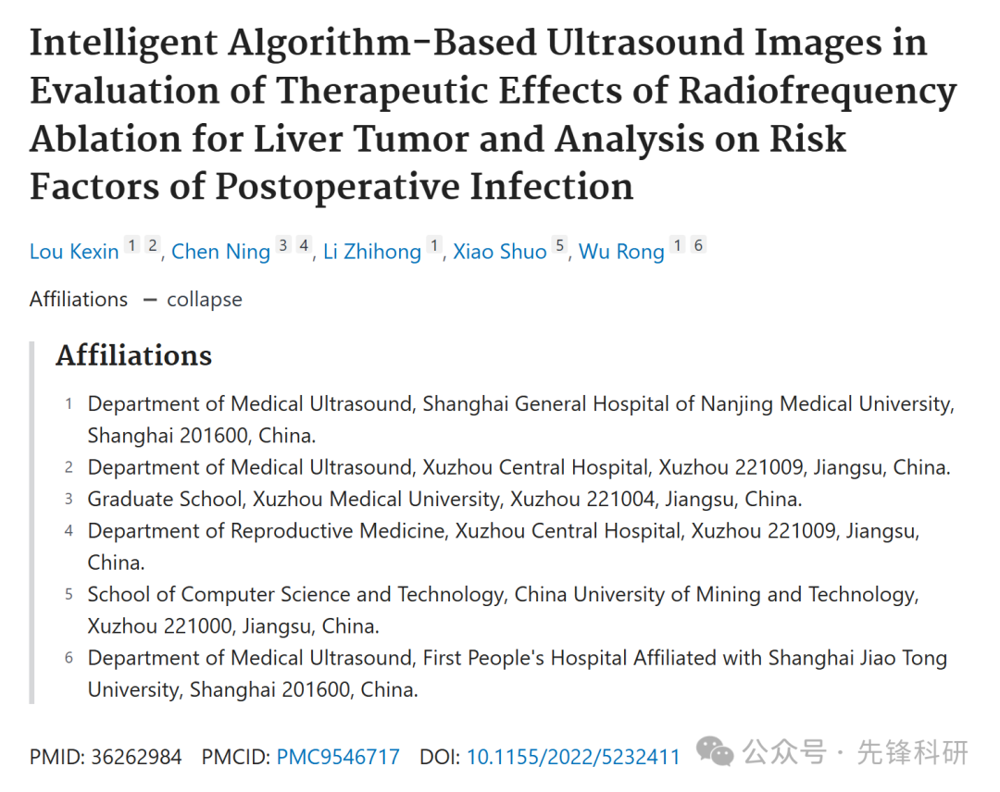 Intelligent Algorithm-Based Ultrasound Images in
Evaluation of Therapeutic Effects of Radiofrequency
Ablation for Liver Tumor and Analysis on Risk
Factors of Postoperative Infection
Lou Kexin 1 2, Chen Ning 3 4, Li Zhihong 1, Xiao Shuo 5, Wu Rong 1 6
Affiliations — collapse
Affiliations
1 Department of Medical Ultrasound, Shanghai General Hospital of Nanjing Medical University,
Shanghai 201600, China.
2 Department of Medical Ultrasound, Xuzhou Central Hospital, Xuzhou 221009, Jiangsu, China.
3 Graduate School, Xuzhou Medical University, Xuzhou 221004, Jiangsu, China.
4 Department of Reproductive Medicine, Xuzhou Central Hospital, Xuzhou 221009, Jiangsu,
China.
5 School of Computer Science and Technology, China University of Mining and Technology,
Xuzhou 221000, Jiangsu, China.
6 Department of Medical Ultrasound, First People's Hospital Affiliated with Shanghai Jiao Tong
University, Shanghai 201600, China.
PMID: 36262984 PMCID: PMC9546717 DOI: 10.1155/2022/5232411 公众号 · 先锋科研